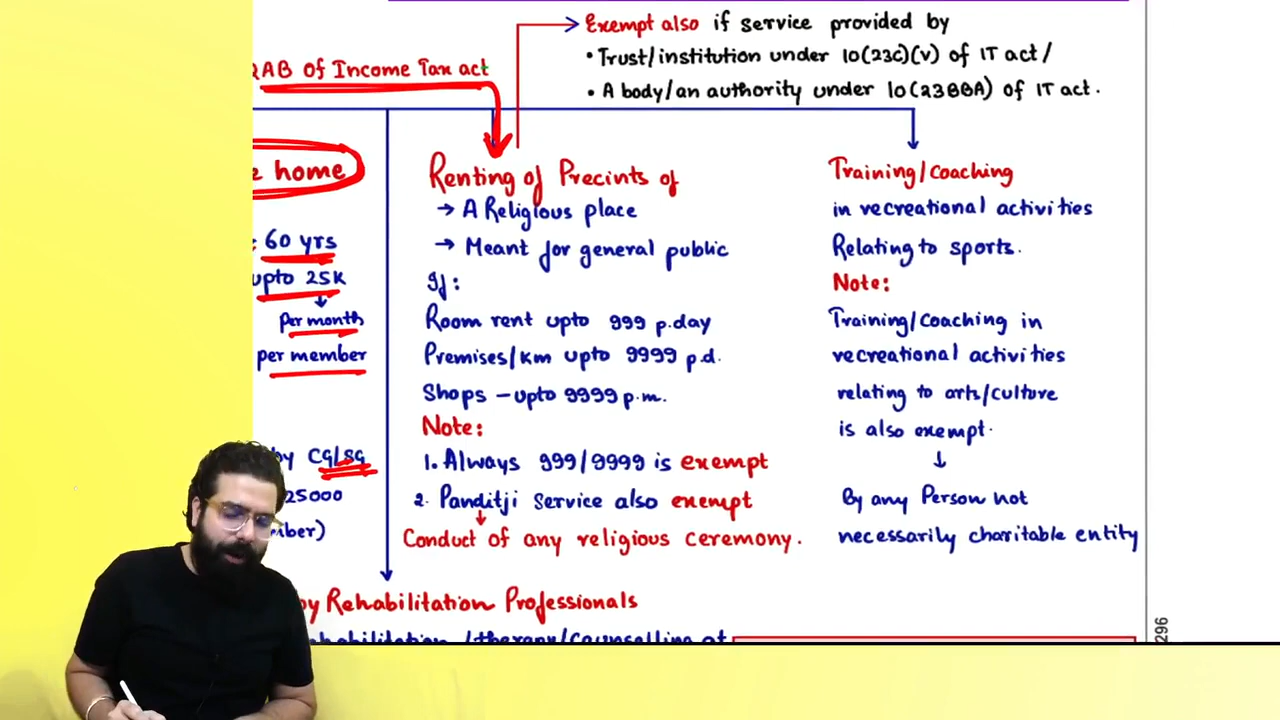 Exempt also if service provided by
• Trust/institution under 10(23C)(v) of IT act/
• A body/an authority under 10(23BBA) of IT act.
AB Of Income Tax act
home
60 yrs
upto 25K
Per month
per member
by CG/SG
25000
Renting of Precints of
→ A Religious place
→ Meant for general public
If:
Room rent upto 999 p.day
Premises/km upto 9999 p.d.
Shops – upto 9999 p.m.
Note:
1. Always 999/9999 is exempt
2. Panditji service also exempt
Conduct of any religious ceremony.
Training/coaching
in recreational activities
Relating to sports.
Note:
Training/coaching in
recreational activities
relating to arts/culture
is also exempt.
By any Person not
necessarily charitable entity
by Rehabilitation Professionals
/therapy/counselling at
296